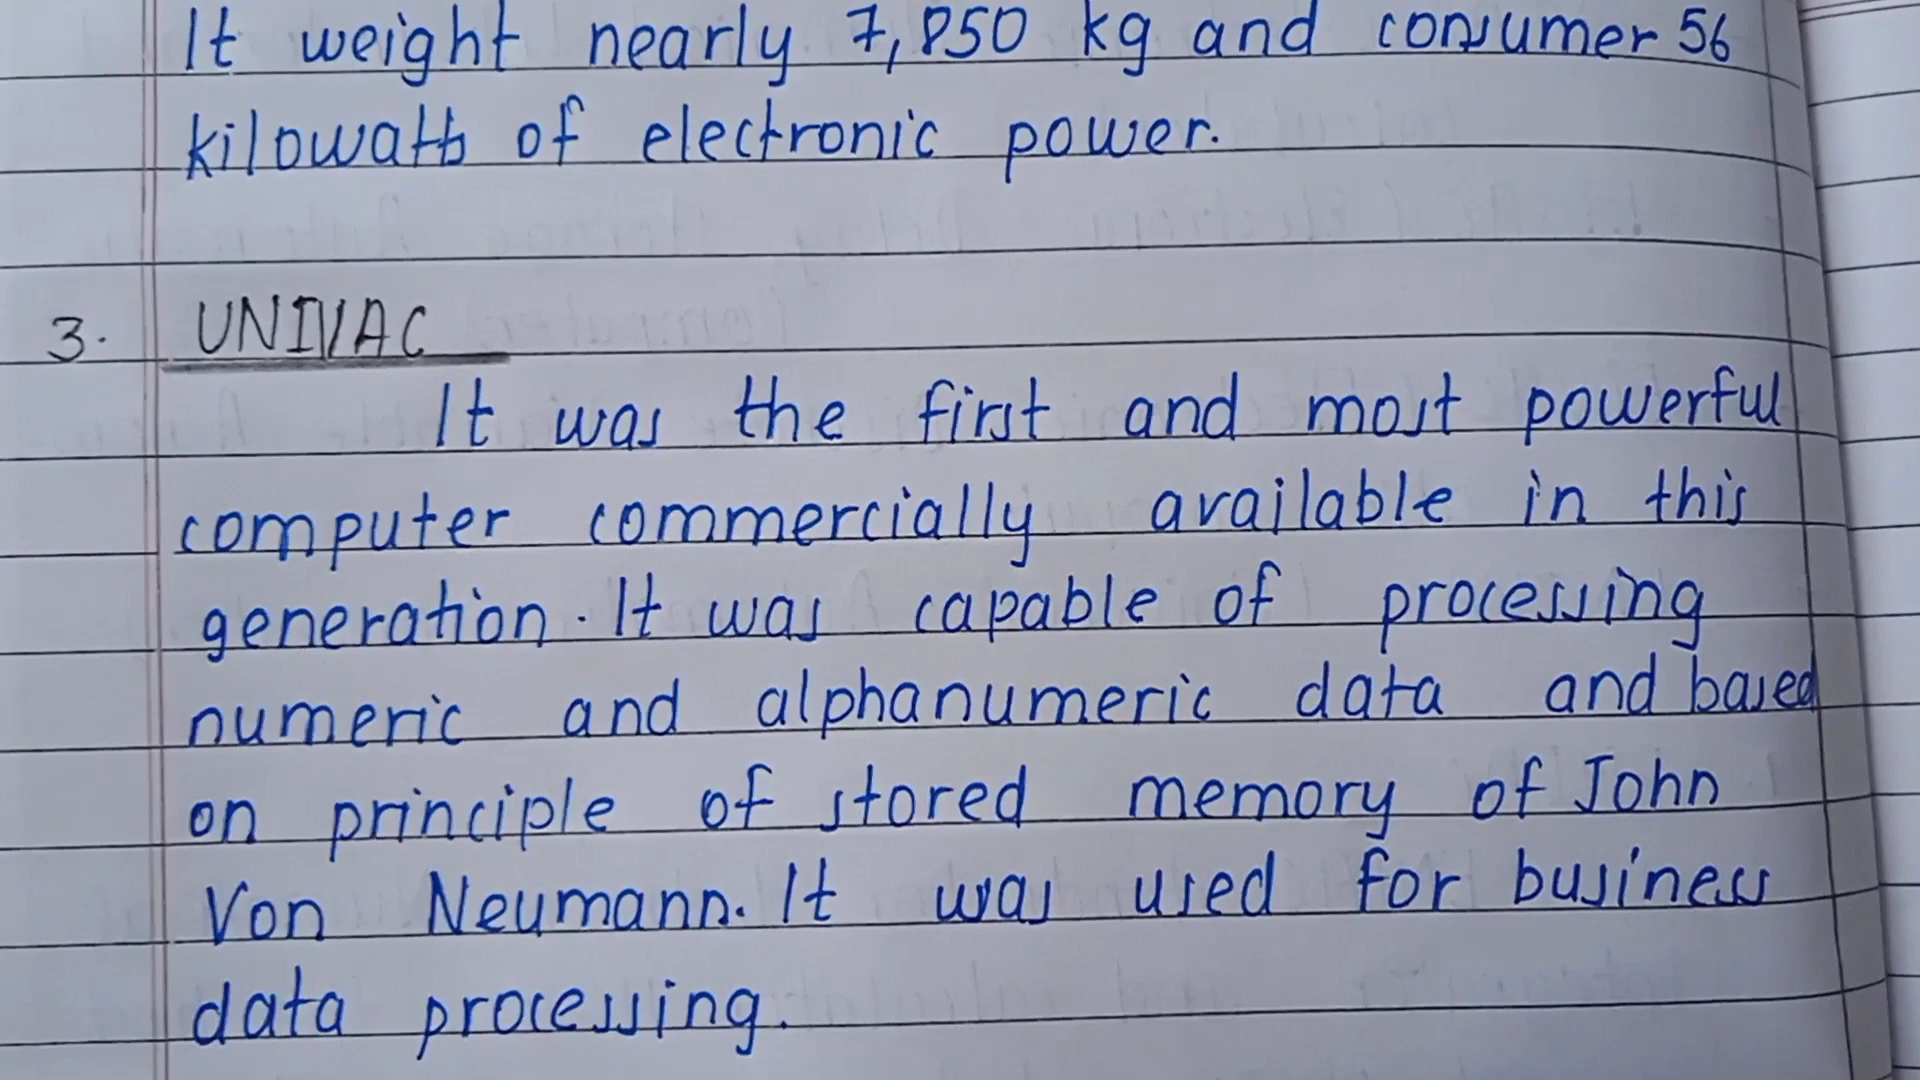 It weight nearly 7,850 kg and consumes 56
kilowatts of electronic power.
3. UNIVAC
It was the first and most powerful
computer commercially available in this
generation. It was capable of processing
numeric and alphanumeric data and based
on principle of stored memory of John
Von Neumann. It was used for business
data processing.